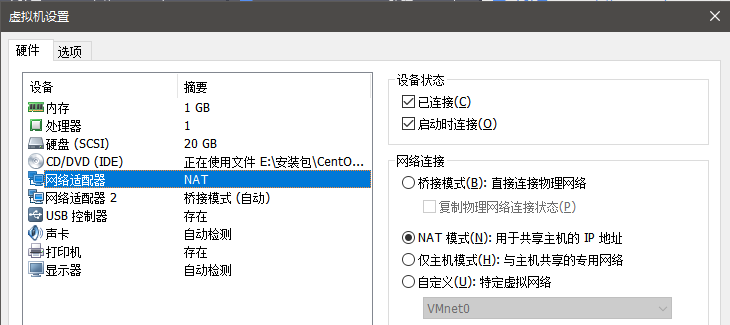 虚拟机设置
硬件 选项
设备 摘要
内存 1 GB
处理器 1
硬盘 (SCSI) 20 GB
CD/DVD (IDE) 正在使用文件 E:\安装包\CentO...
网络适配器 NAT
网络适配器 2 桥接模式 (自动)
USB 控制器 存在
声卡 自动检测
打印机 存在
显示器 自动检测
设备状态
已连接(C)
启动时连接(O)
网络连接
桥接模式(B): 直接连接物理网络
复制物理网络连接状态(P)
NAT 模式(N): 用于共享主机的 IP 地址
仅主机模式(H): 与主机共享的专用网络
自定义(U): 特定虚拟网络
VMnet0